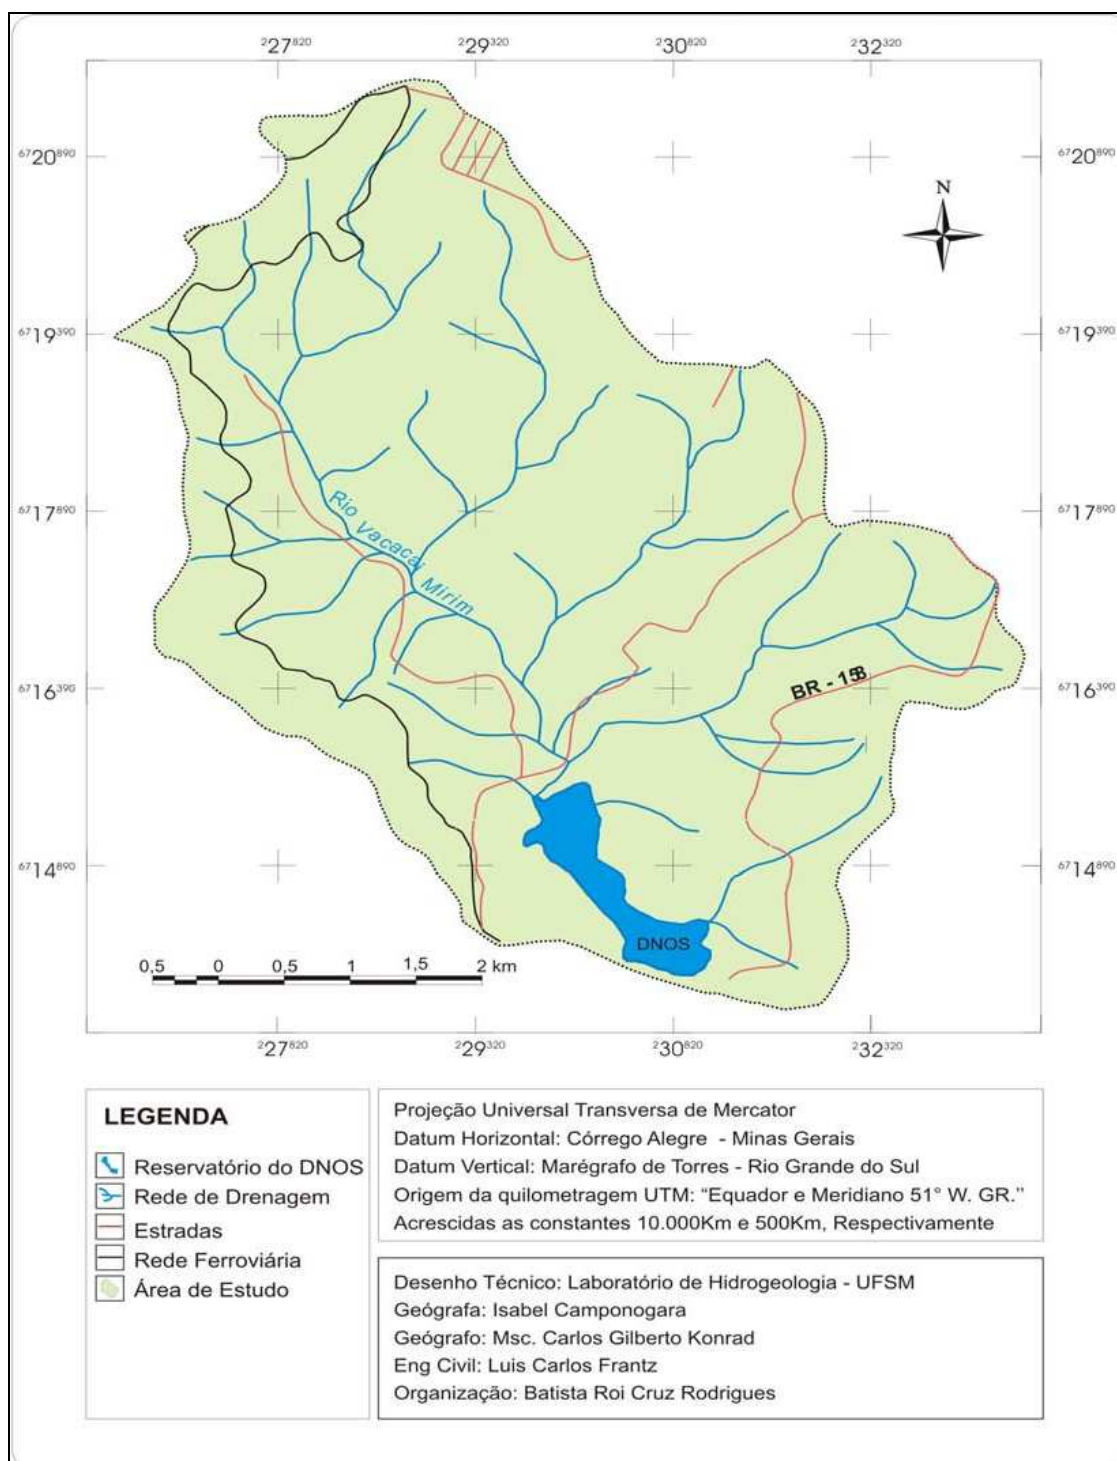 ²27⁸²⁰ ²29³²⁰ ²30⁸²⁰ ²32³²⁰
⁶⁷20⁸⁹⁰ ⁶⁷20⁸⁹⁰
N
⁶⁷19³⁹⁰ ⁶⁷19³⁹⁰
⁶⁷17⁸⁹⁰ ⁶⁷17⁸⁹⁰
Rio Vacacai Mirim
⁶⁷16³⁹⁰ BR - 158 ⁶⁷16³⁹⁰
⁶⁷14⁸⁹⁰ ⁶⁷14⁸⁹⁰
DNOS
0,5 0 0,5 1 1,5 2 km
²27⁸²⁰ ²29³²⁰ ²30⁸²⁰ ²32³²⁰
LEGENDA
Reservatório do DNOS
Rede de Drenagem
Estradas
Rede Ferroviária
Área de Estudo
Projeção Universal Transversa de Mercator
Datum Horizontal: Córrego Alegre - Minas Gerais
Datum Vertical: Marégrafo de Torres - Rio Grande do Sul
Origem da quilometragem UTM: “Equador e Meridiano 51° W. GR.”
Acrescidas as constantes 10.000Km e 500Km, Respectivamente
Desenho Técnico: Laboratório de Hidrogeologia - UFSM
Geógrafa: Isabel Camponogara
Geógrafo: Msc. Carlos Gilberto Konrad
Eng Civil: Luis Carlos Frantz
Organização: Batista Roi Cruz Rodrigues